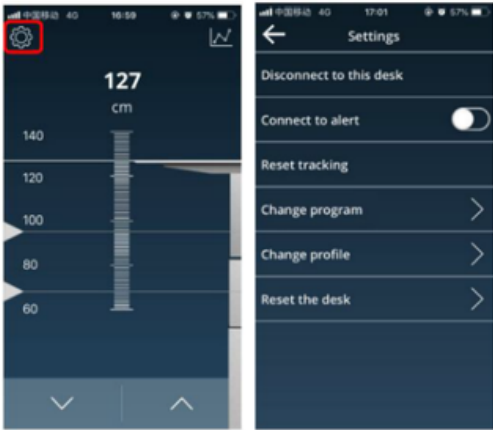 中国移动 4G 16:59 57%
127
cm
140
120
100
80
60
中国移动 4G 17:01 57%
Settings
Disconnect to this desk
Connect to alert
Reset tracking
Change program
Change profile
Reset the desk